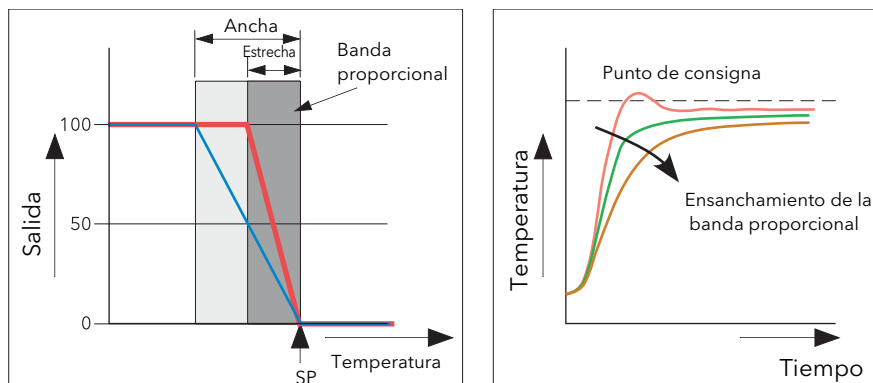 Ancha
Estrecha
Banda
proporcional
100
50
0
Salida
Temperatura
SP
Punto de consigna
Ensanchamiento de la
banda proporcional
Temperatura
Tiempo